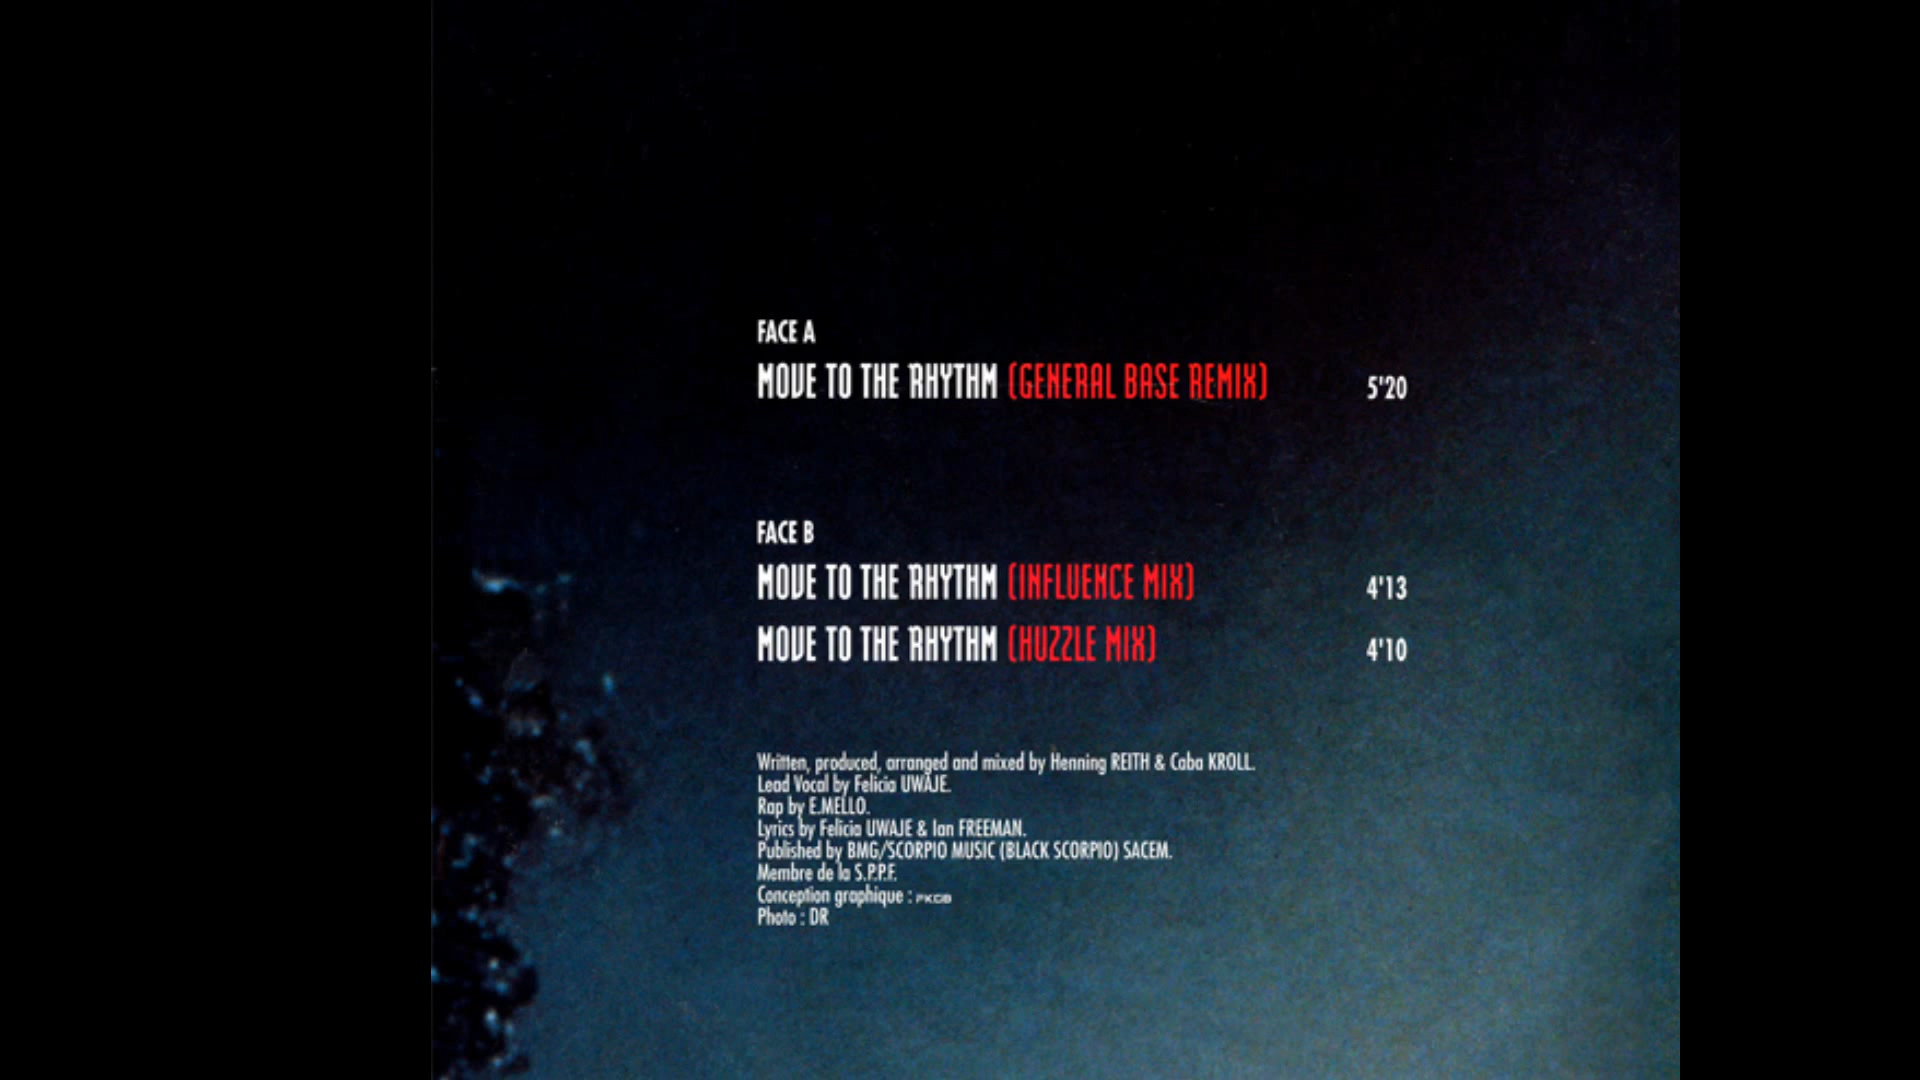 FACE A
MOVE TO THE RHYTHM (GENERAL BASE REMIX) 5'20
FACE B
MOVE TO THE RHYTHM (INFLUENCE MIX) 4'13
MOVE TO THE RHYTHM (HUZZLE MIX) 4'10
Written, produced, arranged and mixed by Henning REITH & Caba KROLL.
Lead Vocal by Felicia UWAJE.
Rap by E.MELLO.
Lyrics by Felicia UWAJE & Ian FREEMAN.
Published by BMG/SCORPIO MUSIC (BLACK SCORPIO) SACEM.
Membre de la S.P.P.F.
Conception graphique :
Photo : DR